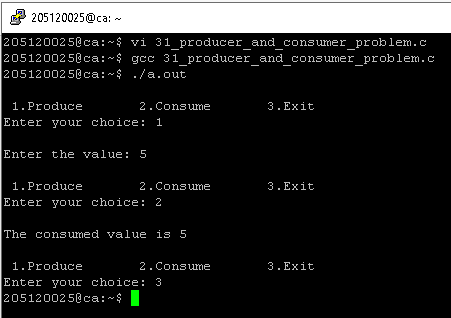 205120025@ca: ~
205120025@ca:~$ vi 31_producer_and_consumer_problem.c
205120025@ca:~$ gcc 31_producer_and_consumer_problem.c
205120025@ca:~$ ./a.out
1.Produce 2.Consume 3.Exit
Enter your choice: 1
Enter the value: 5
1.Produce 2.Consume 3.Exit
Enter your choice: 2
The consumed value is 5
1.Produce 2.Consume 3.Exit
Enter your choice: 3
205120025@ca:~$